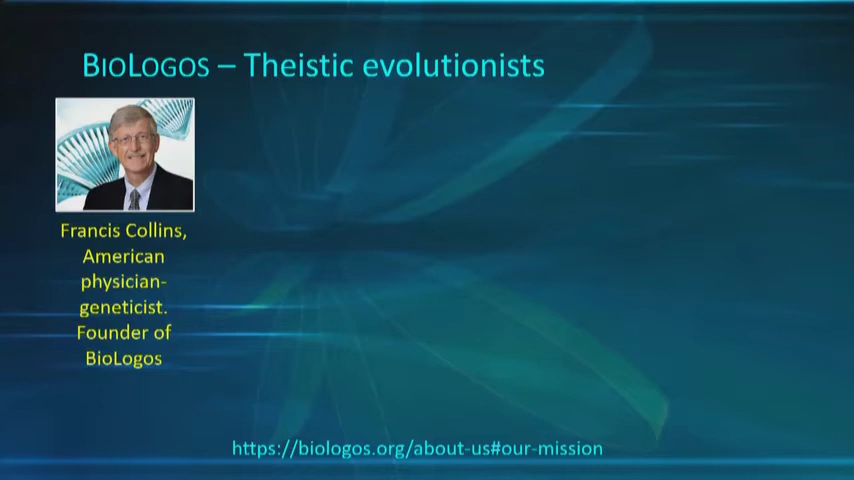 BIOLOGOS – Theistic evolutionists
Francis Collins,
American
physician-
geneticist.
Founder of
BioLogos
https://biologos.org/about-us#our-mission